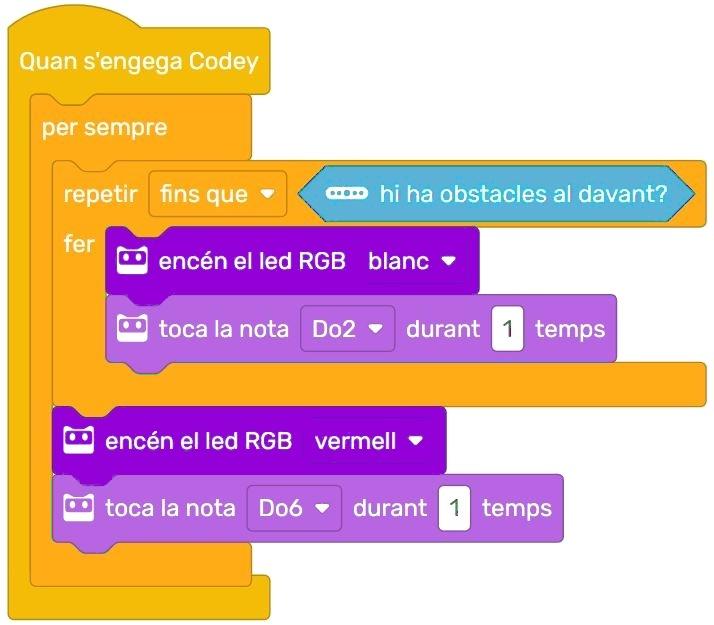 Quan s'engega Codey
per sempre
repetir fins que hi ha obstacles al davant?
fer
encén el led RGB blanc
toca la nota Do2 durant 1 temps
encén el led RGB vermell
toca la nota Do6 durant 1 temps